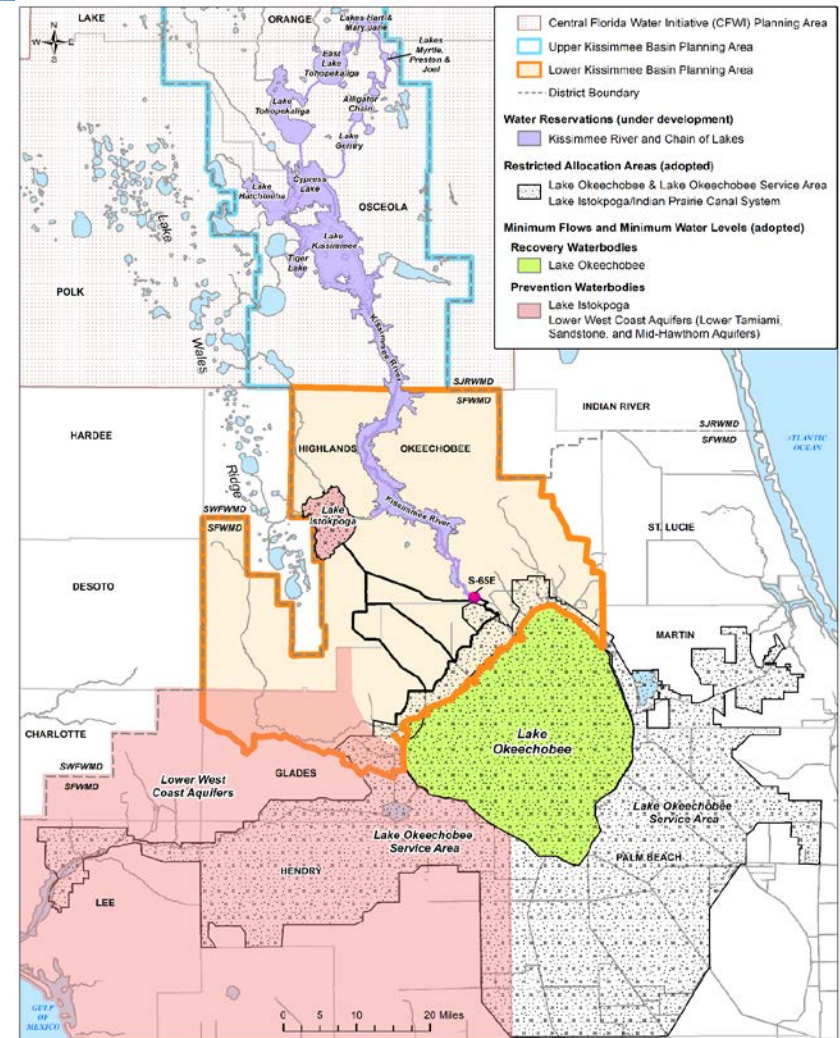 LAKE
ORANGE
Lakes Hart &
Mary Jane
N
W
E
S
East
Lake
Tohopekaliga
Lakes
Myrtle,
Preston &
Joel
Lake
Tohopekaliga
Alligator
Chain
Lake
Gentry
Cypress
Lake
Lake
Hatchineha
OSCEOLA
Lake
Kissimmee
Tiger
Lake
Lake
POLK
Wales
Ridge
Kissimmee River
SJRWMD
SFWMD
INDIAN RIVER
SJRWMD
SFWMD
ATLANTIC
OCEAN
HARDEE
HIGHLANDS
OKEECHOBEE
Kissimmee River
Lake
Istokpoga
SWFWMD
SFWMD
ST. LUCIE
DESOTO
S-65E
MARTIN
CHARLOTTE
SWFWMD
SFWMD
Lower West
Coast Aquifers
GLADES
Lake
Okeechobee
Lake Okeechobee
Service Area
Lake Okeechobee
Service Area
PALM BEACH
HENDRY
LEE
GULF
OF
MEXICO
0 5 10 20 Miles
Central Florida Water Initiative (CFWI) Planning Area
Upper Kissimmee Basin Planning Area
Lower Kissimmee Basin Planning Area
District Boundary
Water Reservations (under development)
Kissimmee River and Chain of Lakes
Restricted Allocation Areas (adopted)
Lake Okeechobee & Lake Okeechobee Service Area
Lake Istokpoga/Indian Prairie Canal System
Minimum Flows and Minimum Water Levels (adopted)
Recovery Waterbodies
Lake Okeechobee
Prevention Waterbodies
Lake Istokpoga
Lower West Coast Aquifers (Lower Tamiami,
Sandstone, and Mid-Hawthorn Aquifers)